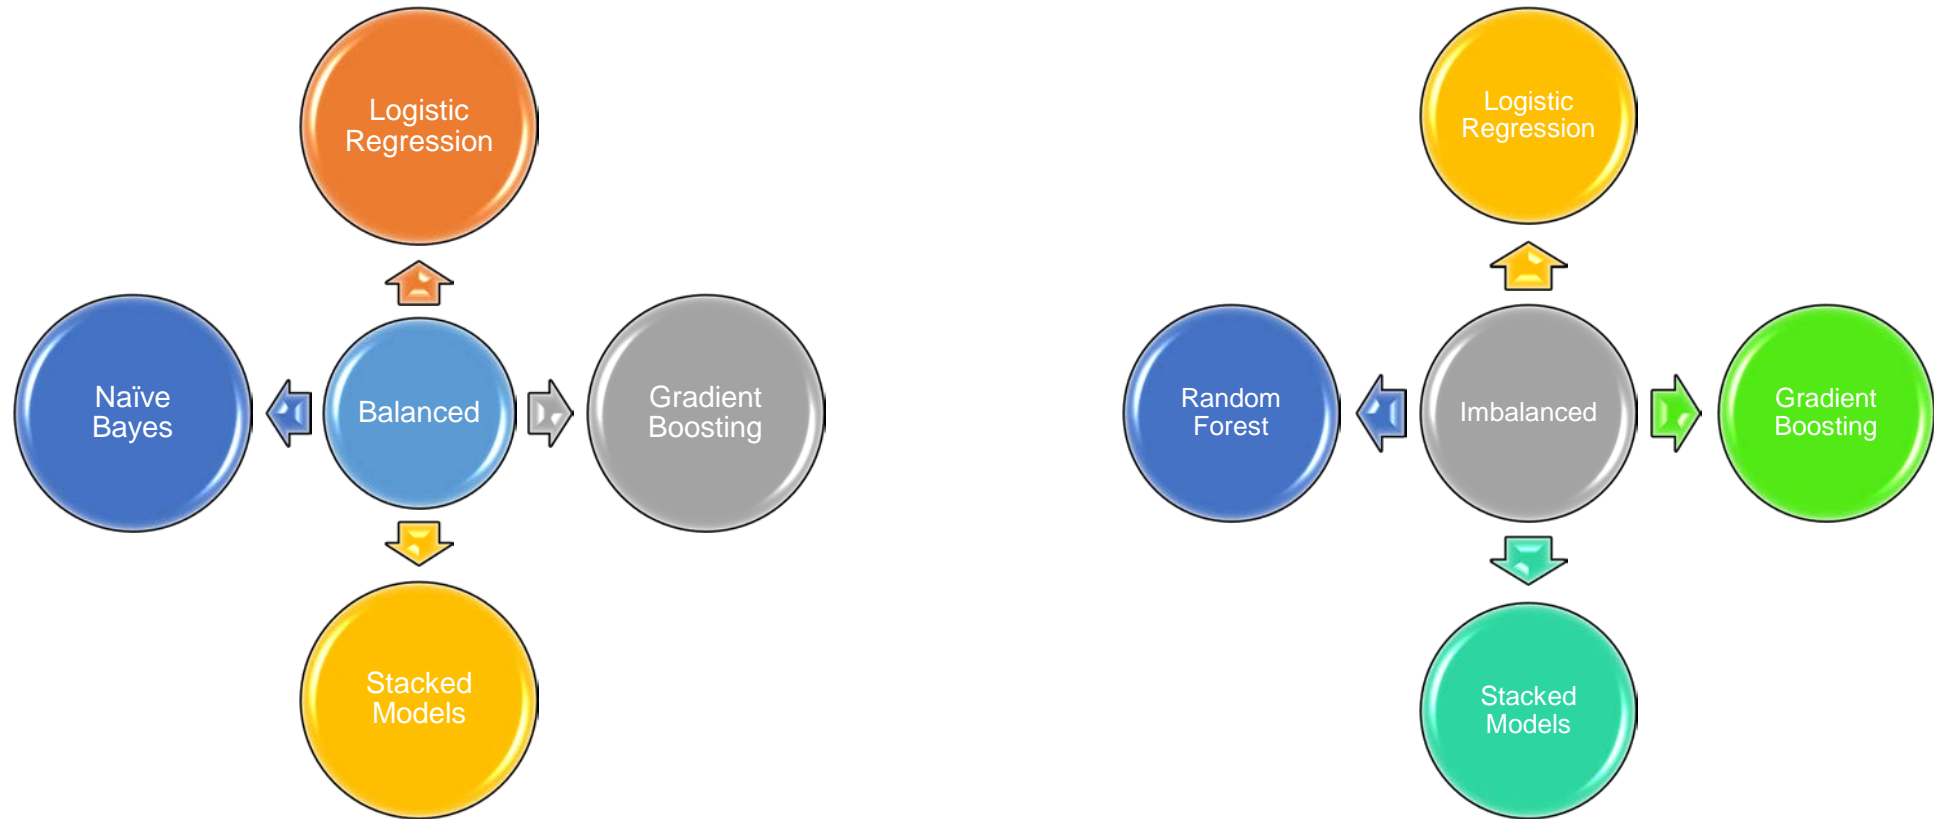 Logistic
Regression
Naïve
Bayes
Balanced
Gradient
Boosting
Stacked
Models
Logistic
Regression
Random
Forest
Imbalanced
Gradient
Boosting
Stacked
Models